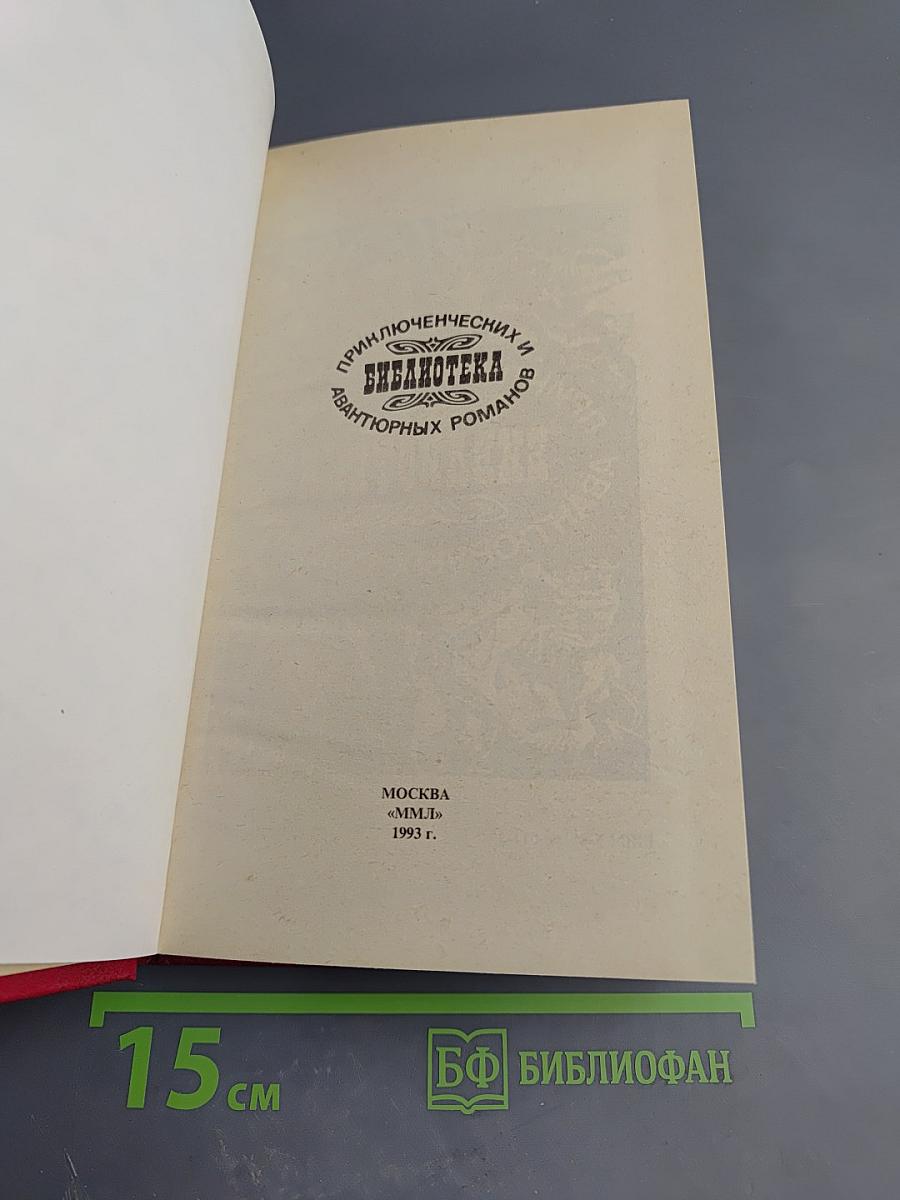 ПРИКЛЮЧЕНЧЕСКИХ И
БИБЛИОТЕКА
АВАНТЮРНЫХ РОМАНОВ
МОСКВА
«ММЛ»
1993 г.
15 см
БФ БИБЛИОФАН